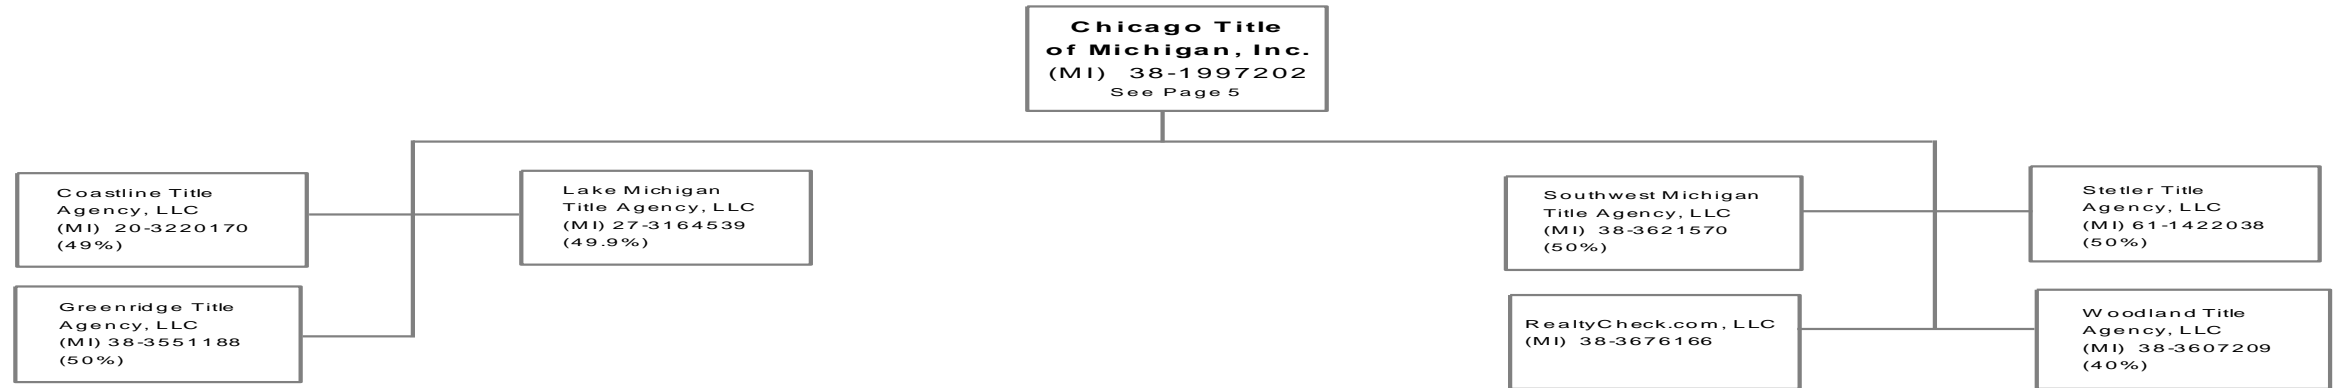 Chicago Title
of Michigan, Inc.
(MI) 38-1997202
See Page 5
Coastline Title
Agency, LLC
(MI) 20-3220170
(49%)
Lake Michigan
Title Agency, LLC
(MI) 27-3164539
(49.9%)
Southwest Michigan
Title Agency, LLC
(MI) 38-3621570
(50%)
Stetler Title
Agency, LLC
(MI) 61-1422038
(50%)
Greenridge Title
Agency, LLC
(MI) 38-3551188
(50%)
RealtyCheck.com, LLC
(MI) 38-3676166
Woodland Title
Agency, LLC
(MI) 38-3607209
(40%)